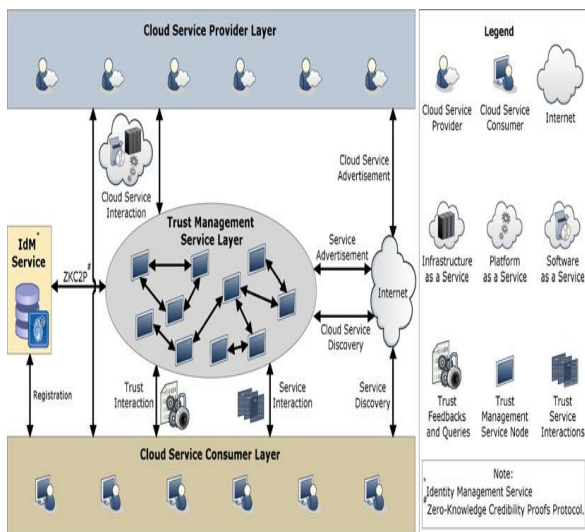 Cloud Service Provider Layer
Cloud Service
Interaction
Cloud Service
Advertisement
Trust Management
Service Layer
IdM*
Service
ZKC2P#
Service
Advertisement
Internet
Cloud Service
Discovery
Registration
Trust
Interaction
Service
Interaction
Service
Discovery
Cloud Service Consumer Layer
Legend
Cloud Service
Provider
Cloud Service
Consumer
Internet
Infrastructure
as a Service
Platform
as a Service
Software
as a Service
Trust
Feedbacks
and Queries
Trust
Management
Service Node
Trust
Service
Interactions
Note:
* Identity Management Service
# Zero-Knowledge Credibility Proofs Protocol